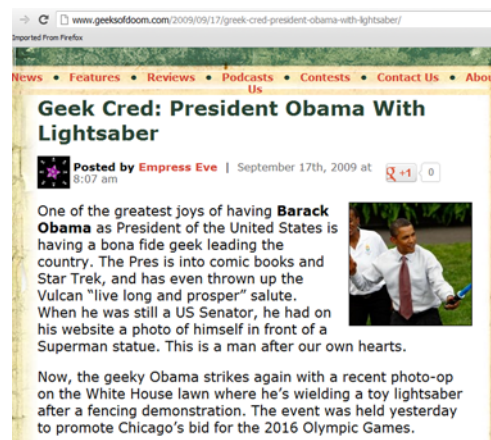 www.geeksofdoom.com/2009/09/17/greek-cred-president-obama-with-lightsaber/
Imported From Firefox
News • Features • Reviews • Podcasts • Contests • Contact Us • Abou
Us
Geek Cred: President Obama With
Lightsaber
Posted by Empress Eve | September 17th, 2009 at
8:07 am
g +1 0
One of the greatest joys of having Barack
Obama as President of the United States is
having a bona fide geek leading the
country. The Pres is into comic books and
Star Trek, and has even thrown up the
Vulcan “live long and prosper” salute.
When he was still a US Senator, he had on
his website a photo of himself in front of a
Superman statue. This is a man after our own hearts.
Now, the geeky Obama strikes again with a recent photo-op
on the White House lawn where he’s wielding a toy lightsaber
after a fencing demonstration. The event was held yesterday
to promote Chicago’s bid for the 2016 Olympic Games.